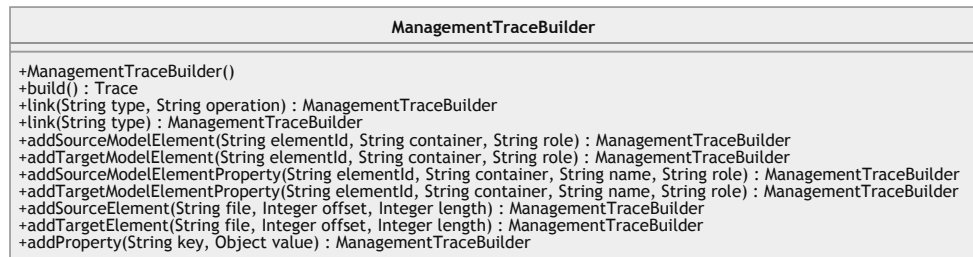 ManagementTraceBuilder
+ManagementTraceBuilder()
+build() : Trace
+link(String type, String operation) : ManagementTraceBuilder
+link(String type) : ManagementTraceBuilder
+addSourceModelElement(String elementId, String container, String role) : ManagementTraceBuilder
+addTargetModelElement(String elementId, String container, String role) : ManagementTraceBuilder
+addSourceModelElementProperty(String elementId, String container, String name, String role) : ManagementTraceBuilder
+addTargetModelElementProperty(String elementId, String container, String name, String role) : ManagementTraceBuilder
+addSourceElement(String file, Integer offset, Integer length) : ManagementTraceBuilder
+addTargetElement(String file, Integer offset, Integer length) : ManagementTraceBuilder
+addProperty(String key, Object value) : ManagementTraceBuilder